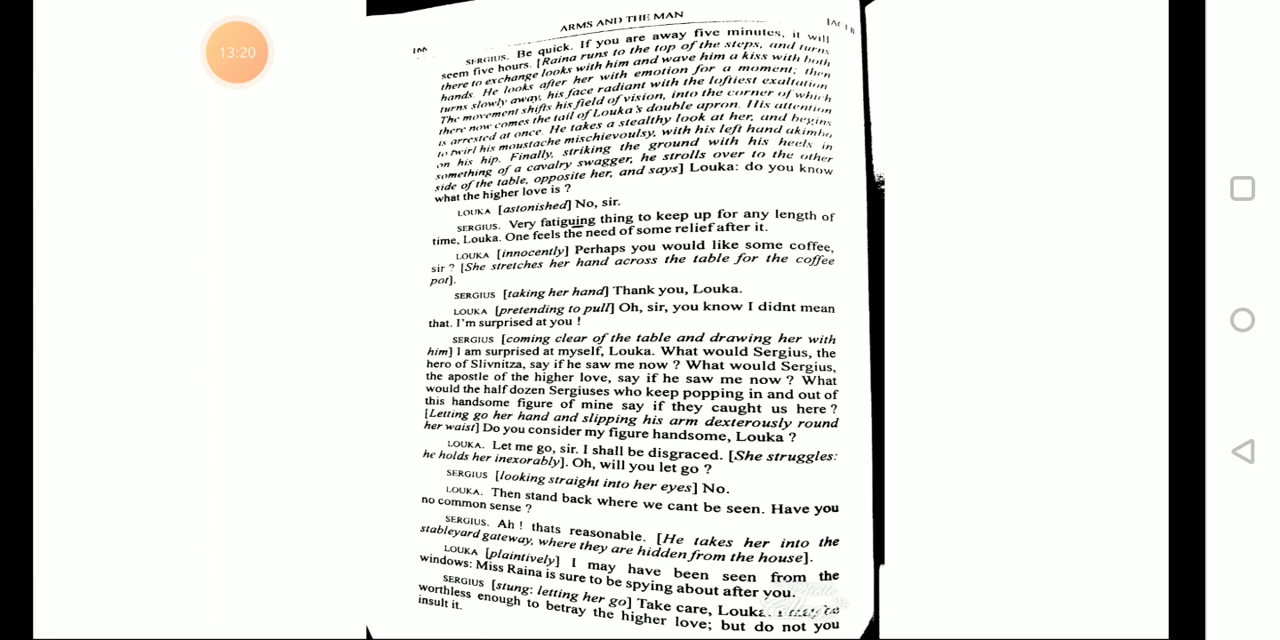 13:20
ARMS AND THE MAN
[ACT II
166
SERGIUS. Be quick. If you are away five minutes, it will
seem five hours. [Raina runs to the top of the steps, and turns
there to exchange looks with him and wave him a kiss with both
hands. He looks after her with emotion for a moment; then
turns slowly away, his face radiant with the loftiest exaltation
The movement shifts his field of vision, into the corner of which
there now comes the tail of Louka's double apron. His attention
is arrested at once. He takes a stealthy look at her, and begins
to twirl his moustache mischievoulsy, with his left hand akimbo
on his hip. Finally, striking the ground with his heels in
something of a cavalry swagger, he strolls over to the other
side of the table, opposite her, and says] Louka: do you know
what the higher love is ?
LOUKA [astonished] No, sir.
SERGIUS. Very fatiguing thing to keep up for any length of
time, Louka. One feels the need of some relief after it.
LOUKA [innocently] Perhaps you would like some coffee,
sir ? [She stretches her hand across the table for the coffee
pot].
SERGIUS [taking her hand] Thank you, Louka.
LOUKA [pretending to pull] Oh, sir, you know I didnt mean
that. I'm surprised at you !
SERGIUS [coming clear of the table and drawing her with
him] I am surprised at myself, Louka. What would Sergius, the
hero of Slivnitza, say if he saw me now ? What would Sergius,
the apostle of the higher love, say if he saw me now ? What
would the half dozen Sergiuses who keep popping in and out of
this handsome figure of mine say if they caught us here ?
[Letting go her hand and slipping his arm dexterously round
her waist] Do you consider my figure handsome, Louka ?
LOUKA. Let me go, sir. I shall be disgraced. [She struggles:
he holds her inexorably]. Oh, will you let go ?
SERGIUS [looking straight into her eyes] No.
LOUKA. Then stand back where we cant be seen. Have you
no common sense ?
SERGIUS. Ah ! thats reasonable. [He takes her into the
stableyard gateway, where they are hidden from the house].
LOUKA [plaintively] I may have been seen from the
windows: Miss Raina is sure to be spying about after you.
SERGIUS [stung: letting her go] Take care, Louka. I may be
worthless enough to betray the higher love; but do not you
insult it.